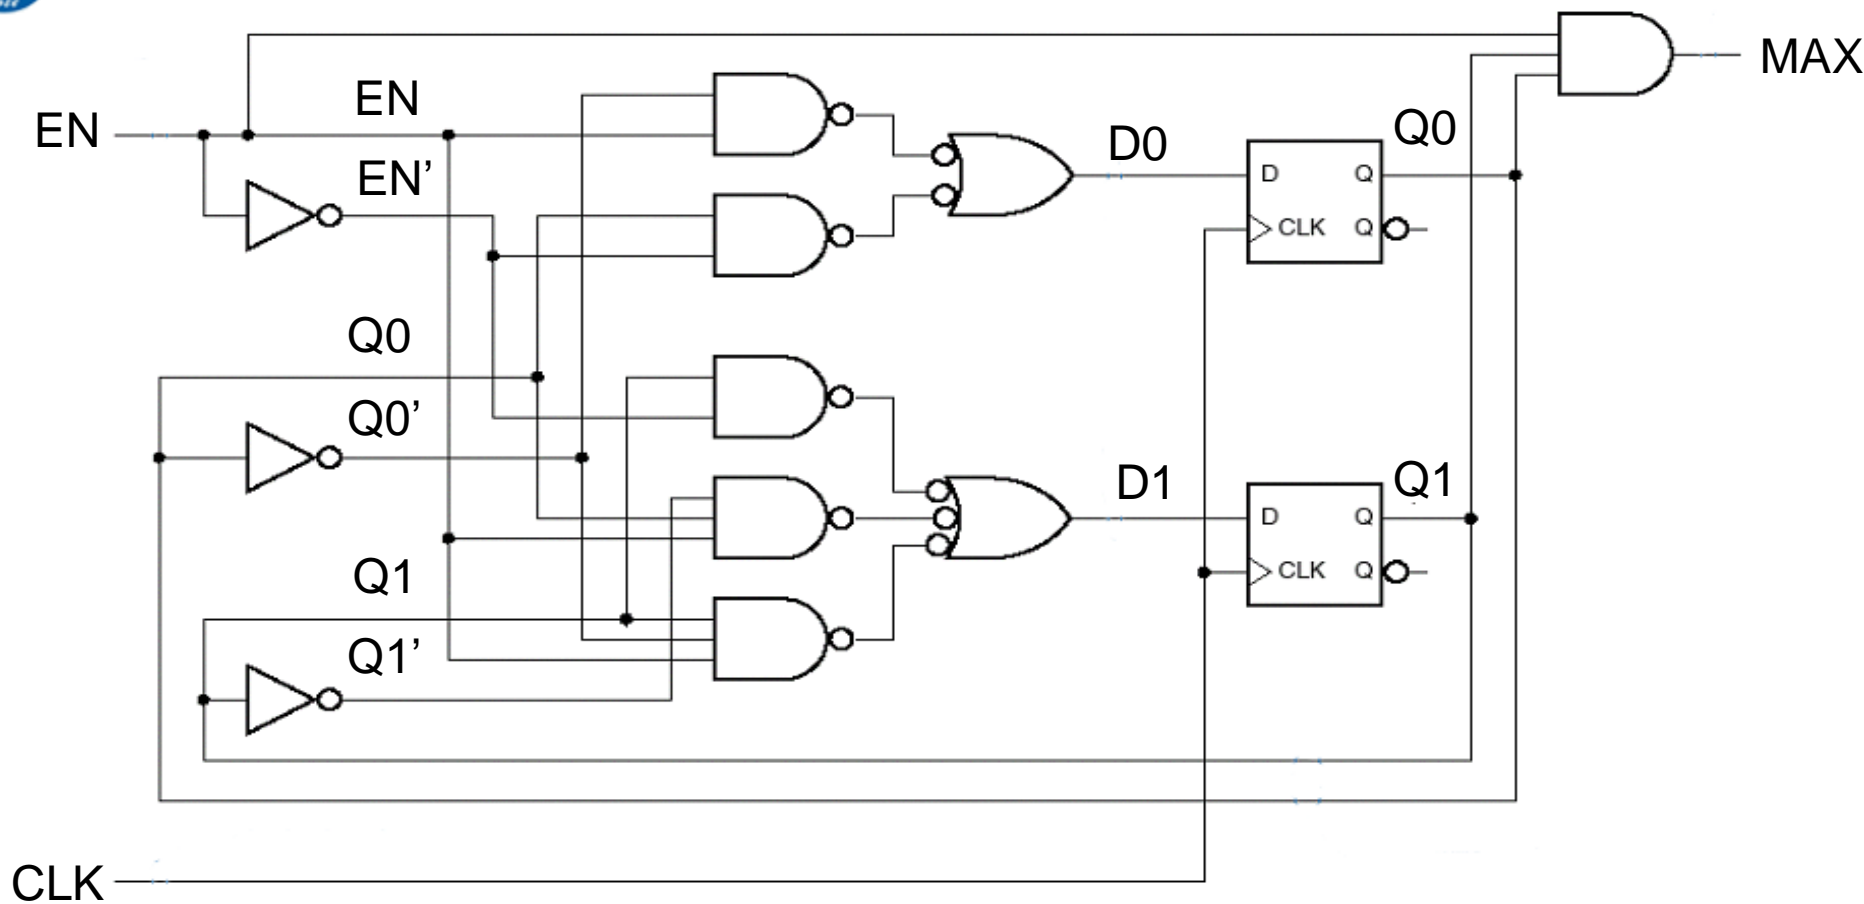 MAX
EN
EN
EN'
D0
Q0
D Q
CLK Q
Q0
Q0'
D1
Q1
D Q
CLK Q
Q1
Q1'
CLK